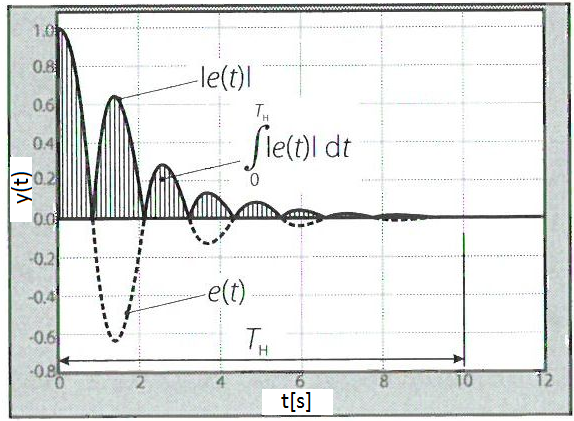 1.0
0.8
0.6
0.4
0.2
0.0
-0.2
-0.4
-0.6
-0.8
y(t)
|e(t)|
T_H
∫|e(t)| dt
0
e(t)
T_H
0 2 4 6 8 10 12
t[s]